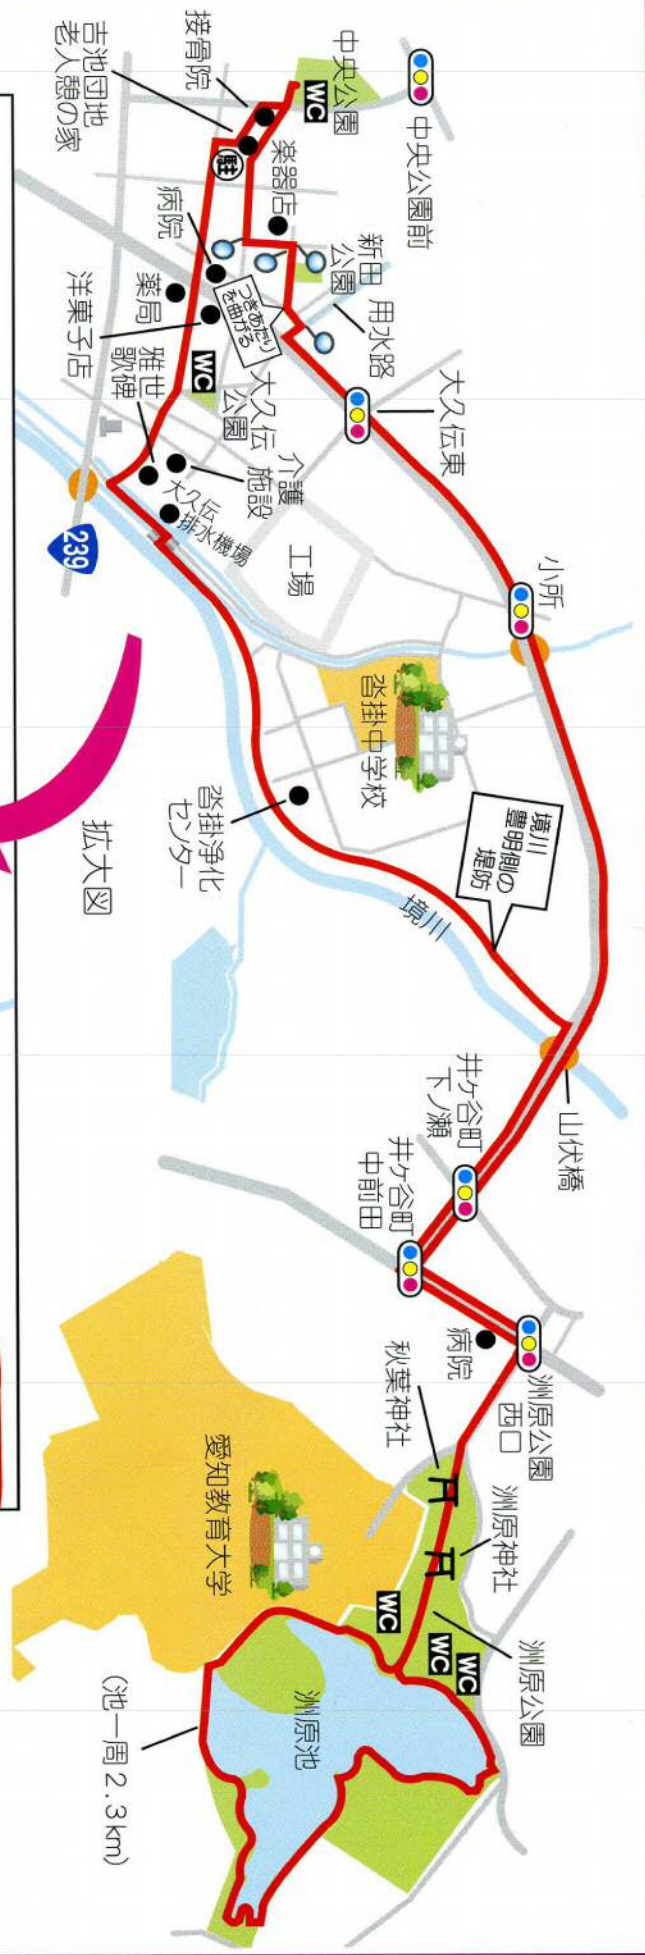 中央公園
WC
中央公園前
接骨院
吉池団地
老人憩の家
楽器店
駐
病院
新田
公園
用水路
つきあたり
を曲がる
薬局
洋菓子店
WC
大久伝
公園
大久伝東
雅世
歌碑
介護
施設
大久伝
排水機場
239
工場
小所
沓掛中学校
沓掛浄化
センター
拡大図
境川
豊明側の
堤防
境川
山伏橋
井ケ谷町
下ノ瀬
井ケ谷町
中前田
病院
洲原公園
西口
秋葉神社
洲原神社
愛知教育大学
WC
WC
WC
洲原公園
洲原池
(池一周2.3km)